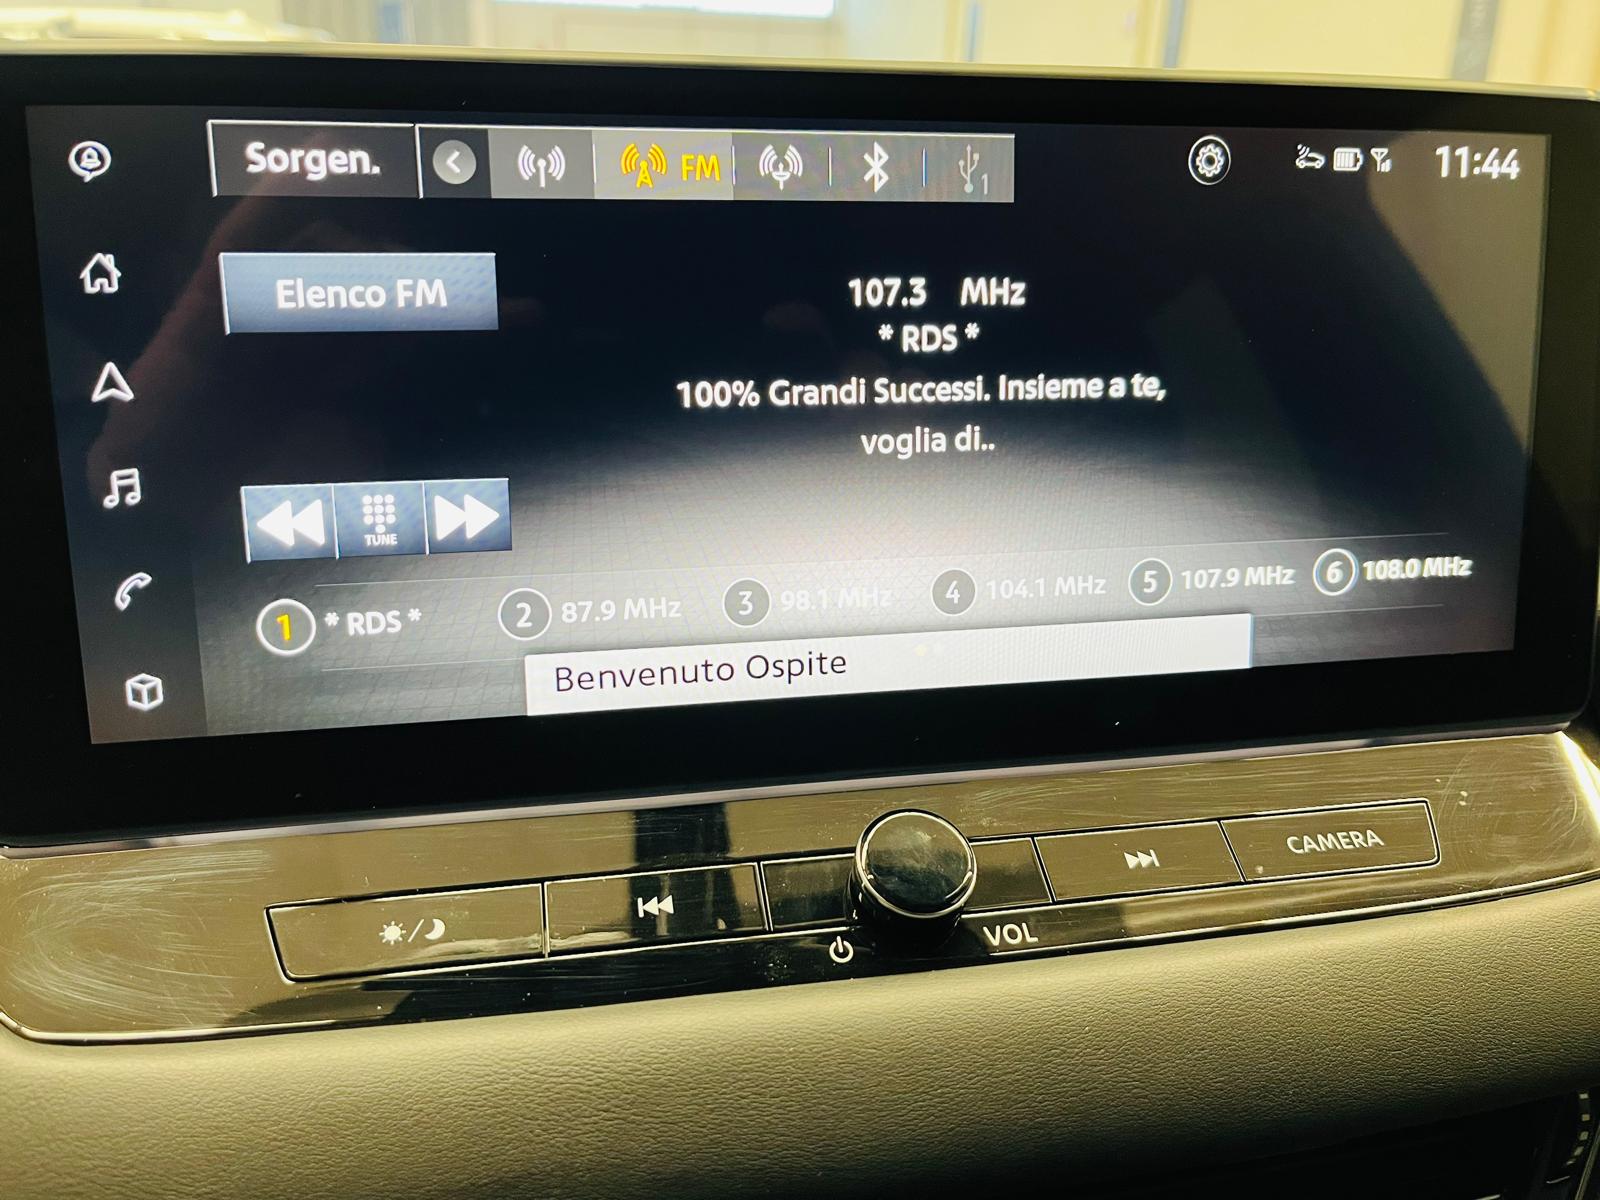 Sorgen.
FM
1
11:44
Elenco FM
107.3 MHz
* RDS *
100% Grandi Successi. Insieme a te,
voglia di..
TUNE
1 * RDS * 2 87.9 MHz 3 98.1 MHz 4 104.1 MHz 5 107.9 MHz 6 108.0 MHz
Benvenuto Ospite
CAMERA
VOL